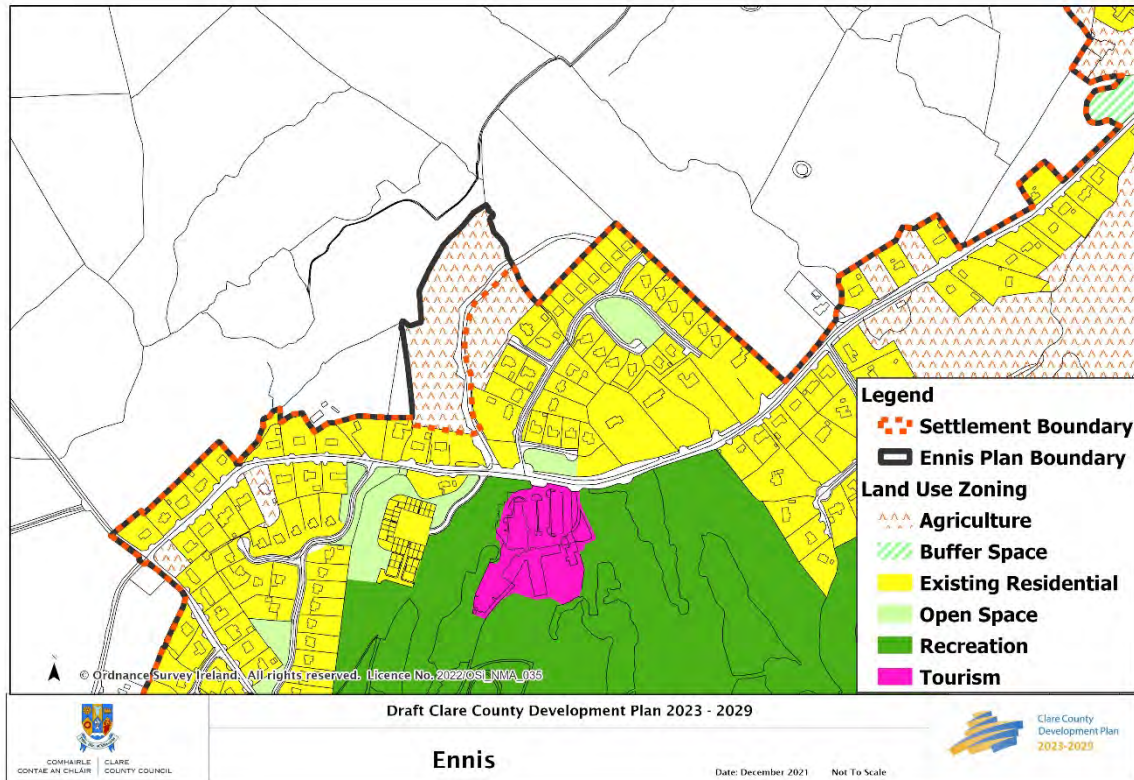 Legend
Settlement Boundary
Ennis Plan Boundary
Land Use Zoning
Agriculture
Buffer Space
Existing Residential
Open Space
Recreation
Tourism
© Ordnance Survey Ireland. All rights reserved. Licence No. 2022/OSI_NMA_035
Draft Clare County Development Plan 2023 - 2029
Ennis
Date: December 2021 Not To Scale
COMHAIRLE CLARE
CONTAE AN CHLÁIR COUNTY COUNCIL
Clare County
Development Plan
2023-2029